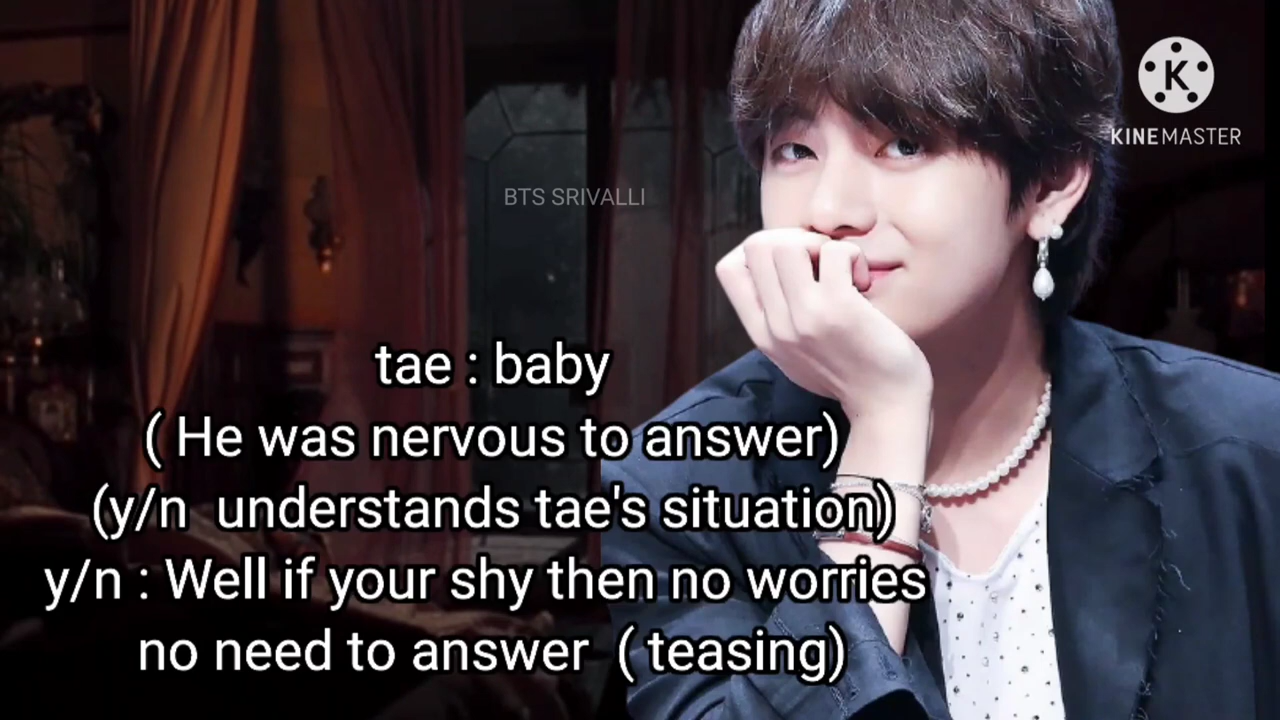 K
KINEMASTER
BTS SRIVALLI
tae : baby
( He was nervous to answer)
(y/n  understands tae's situation)
y/n : Well if your shy then no worries
no need to answer  ( teasing)